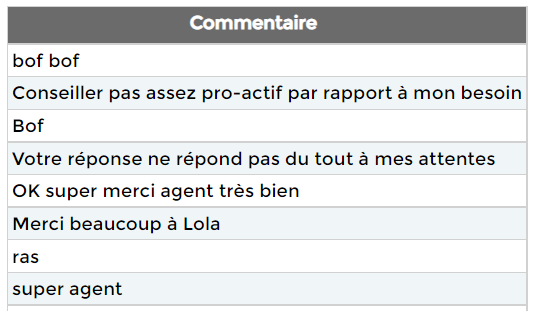 Commentaire
bof bof
Conseiller pas assez pro-actif par rapport à mon besoin
Bof
Votre réponse ne répond pas du tout à mes attentes
OK super merci agent très bien
Merci beaucoup à Lola
ras
super agent